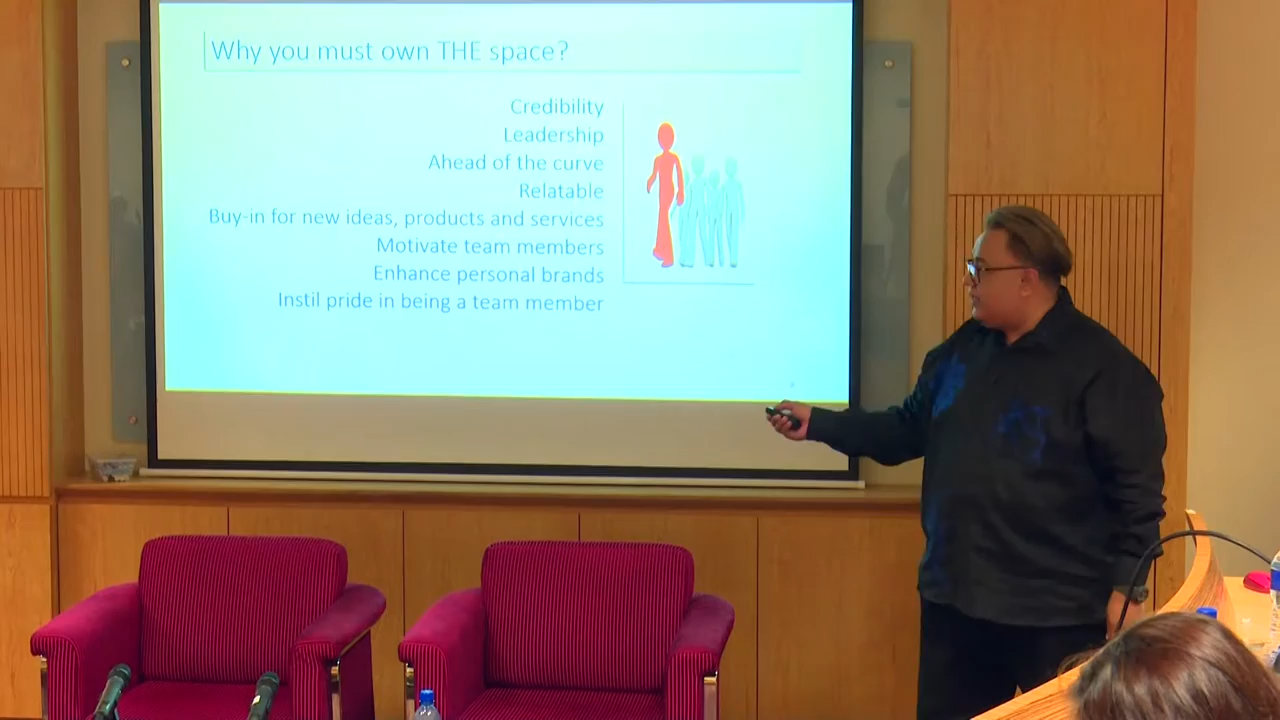 Why you must own THE space?
Credibility
Leadership
Ahead of the curve
Relatable
Buy-in for new ideas, products and services
Motivate team members
Enhance personal brands
Instil pride in being a team member